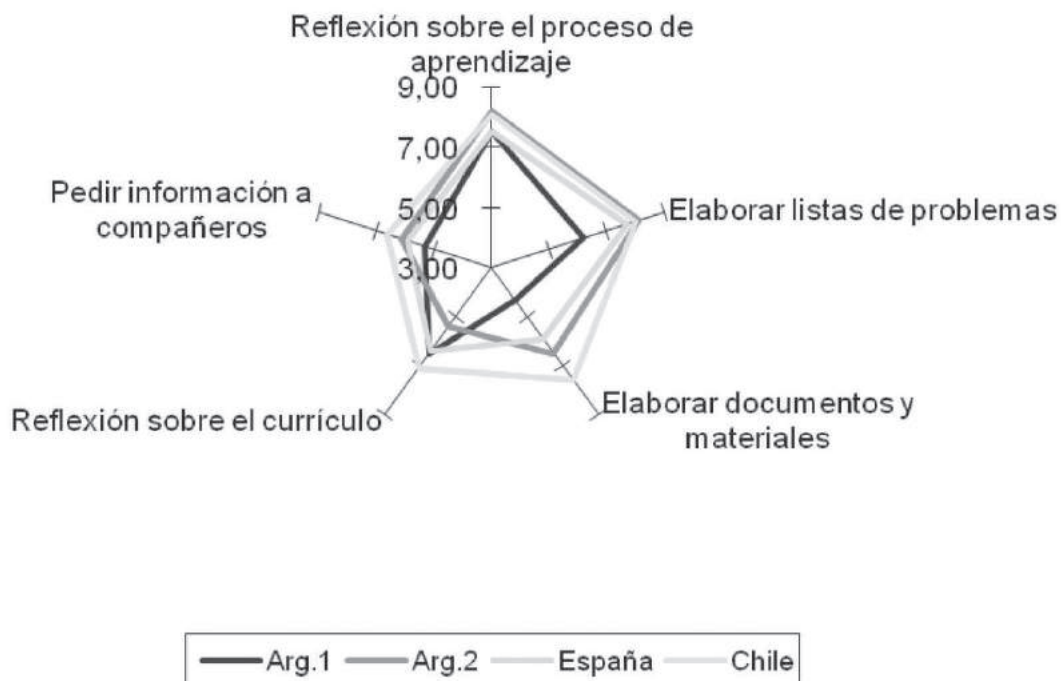 Reflexión sobre el proceso de
aprendizaje
9,00
7,00
Pedir información a
compañeros
5,00
Elaborar listas de problemas
3,00
Reflexión sobre el currículo
Elaborar documentos y
materiales
Arg.1 Arg.2 España Chile